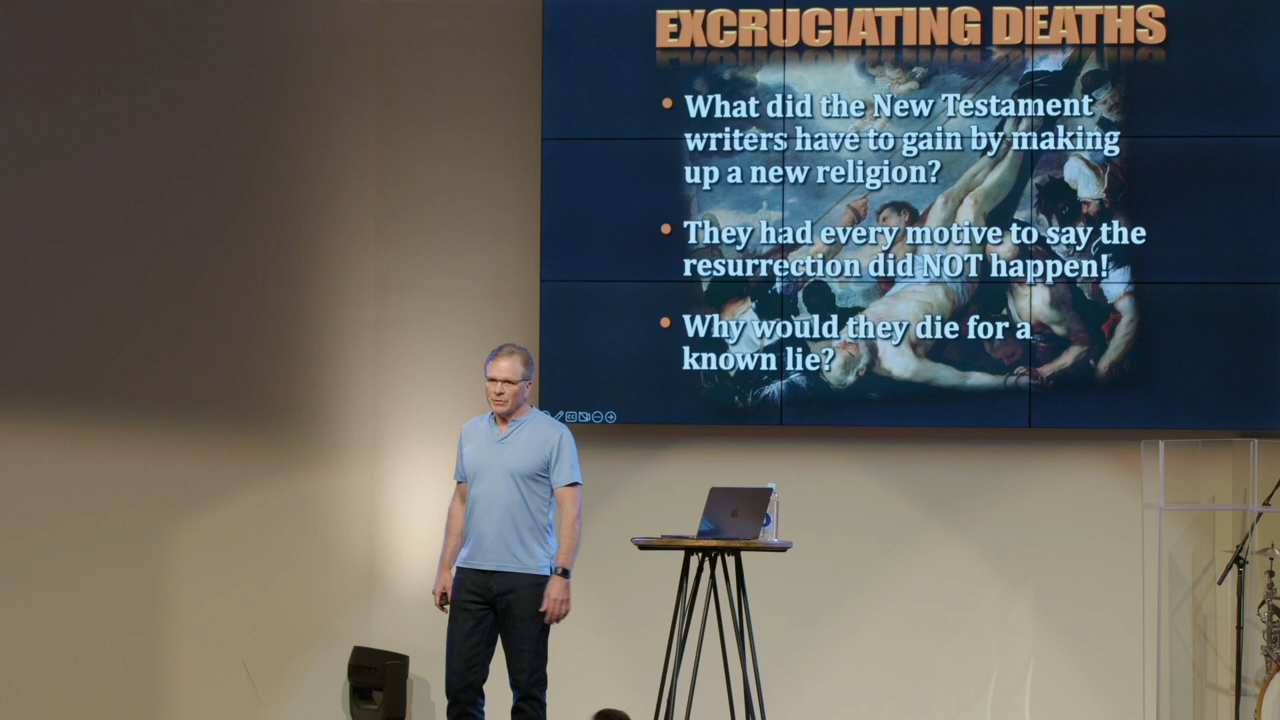 EXCRUCIATING DEATHS
• What did the New Testament
writers have to gain by making
up a new religion?
• They had every motive to say the
resurrection did NOT happen!
• Why would they die for a
known lie?
CC